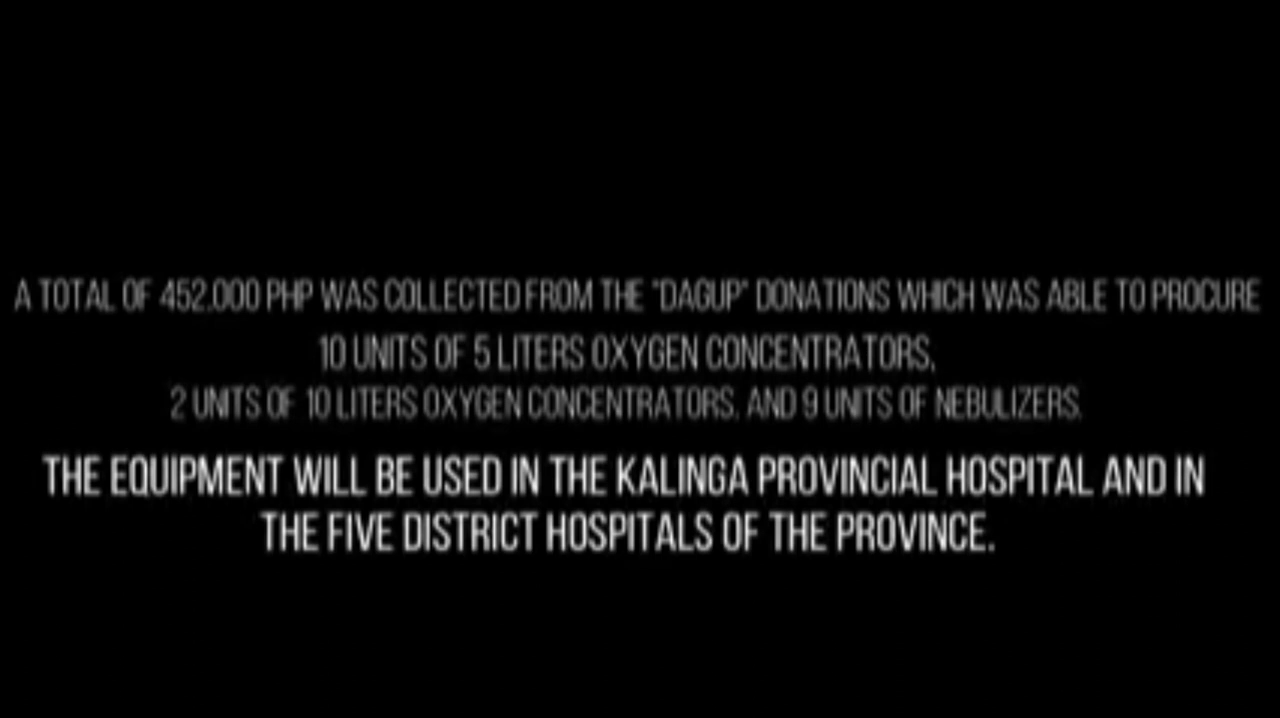 A TOTAL OF 452.000 PHP WAS COLLECTED FROM THE "DAGUP" DONATIONS WHICH WAS ABLE TO PROCURE
10 UNITS OF 5 LITERS OXYGEN CONCENTRATORS,
2 UNITS OF 10 LITERS OXYGEN CONCENTRATORS, AND 9 UNITS OF NEBULIZERS.
THE EQUIPMENT WILL BE USED IN THE KALINGA PROVINCIAL HOSPITAL AND IN
THE FIVE DISTRICT HOSPITALS OF THE PROVINCE.